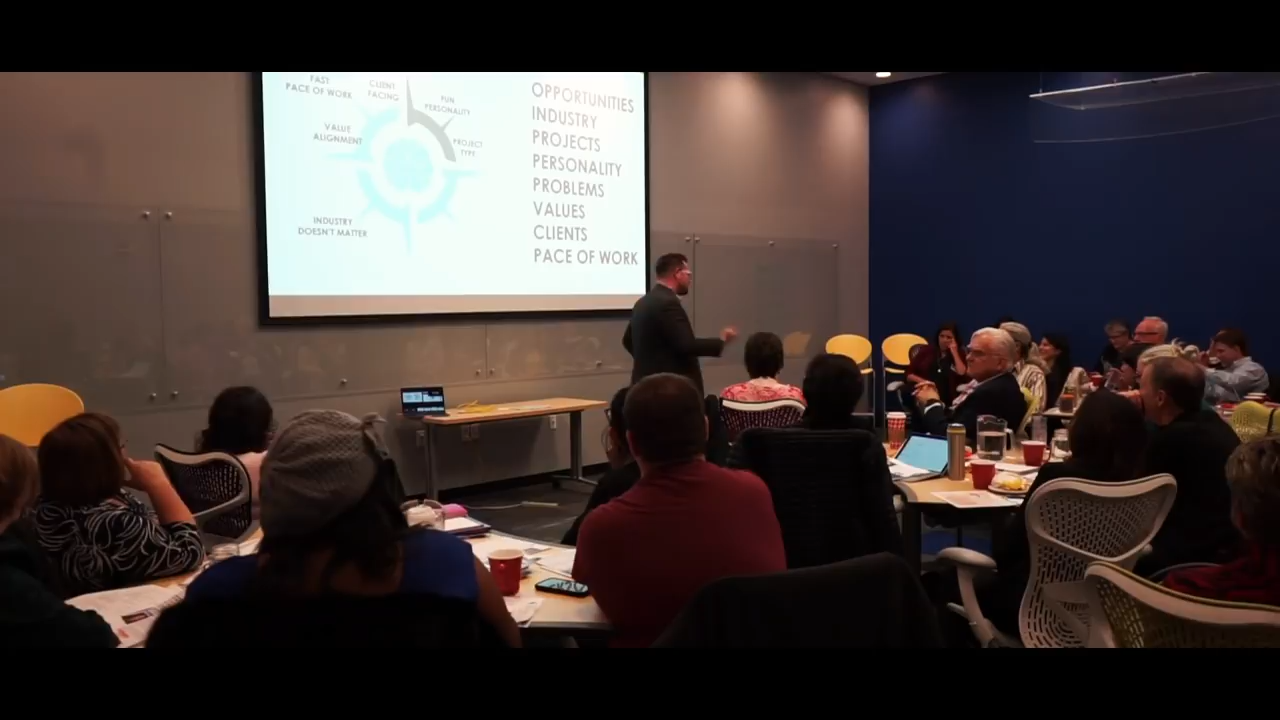 FAST
PACE OF WORK
CLIENT
FACING
FUN
PERSONALITY
VALUE
ALIGNMENT
PROJECT
TYPE
INDUSTRY
DOESN'T MATTER
OPPORTUNITIES
INDUSTRY
PROJECTS
PERSONALITY
PROBLEMS
VALUES
CLIENTS
PACE OF WORK